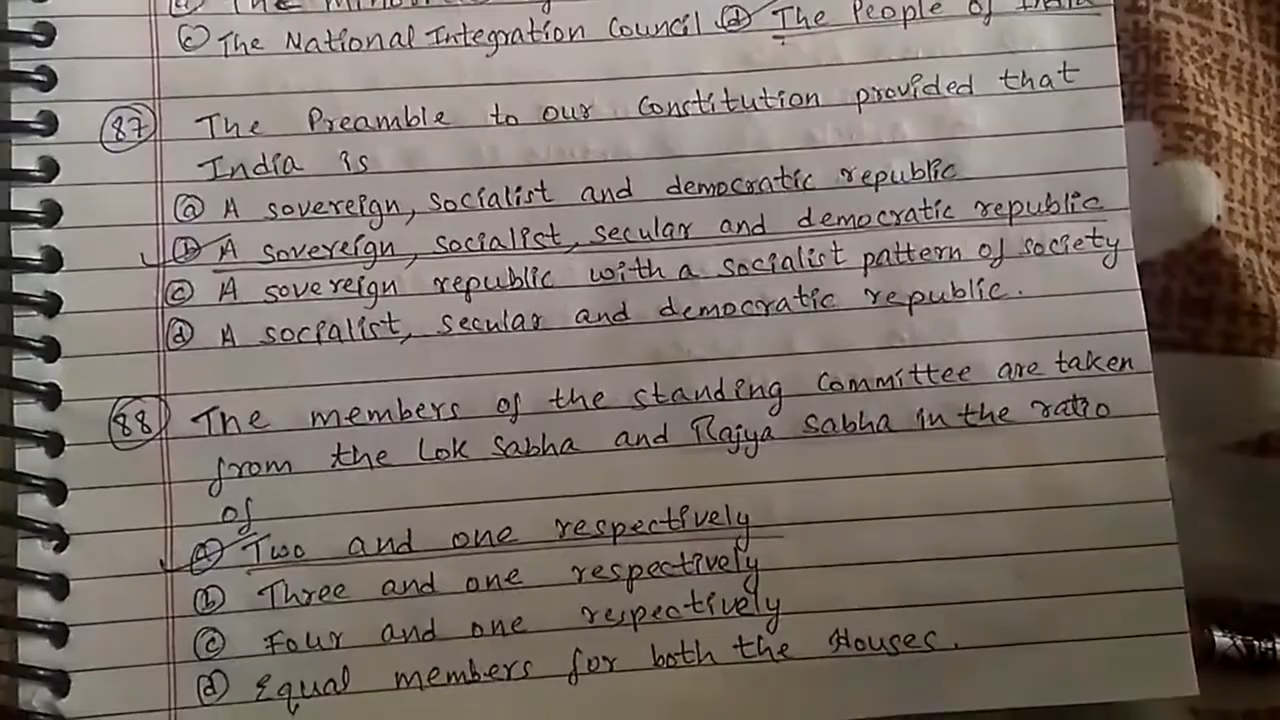 (a) The
(c) The National Integration Council (d) The People of India
(87) The Preamble to our Constitution provided that
India is
(a) A sovereign, socialist and democratic republic
(b) A sovereign, socialist, secular and democratic republic
(c) A sovereign republic with a socialist pattern of society
(d) A socialist, secular and democratic republic.
(88) The members of the standing Committee are taken
from the Lok Sabha and Rajya Sabha in the ratio
of
(a) Two and one respectively
(b) Three and one respectively
(c) Four and one respectively
(d) Equal members for both the Houses.